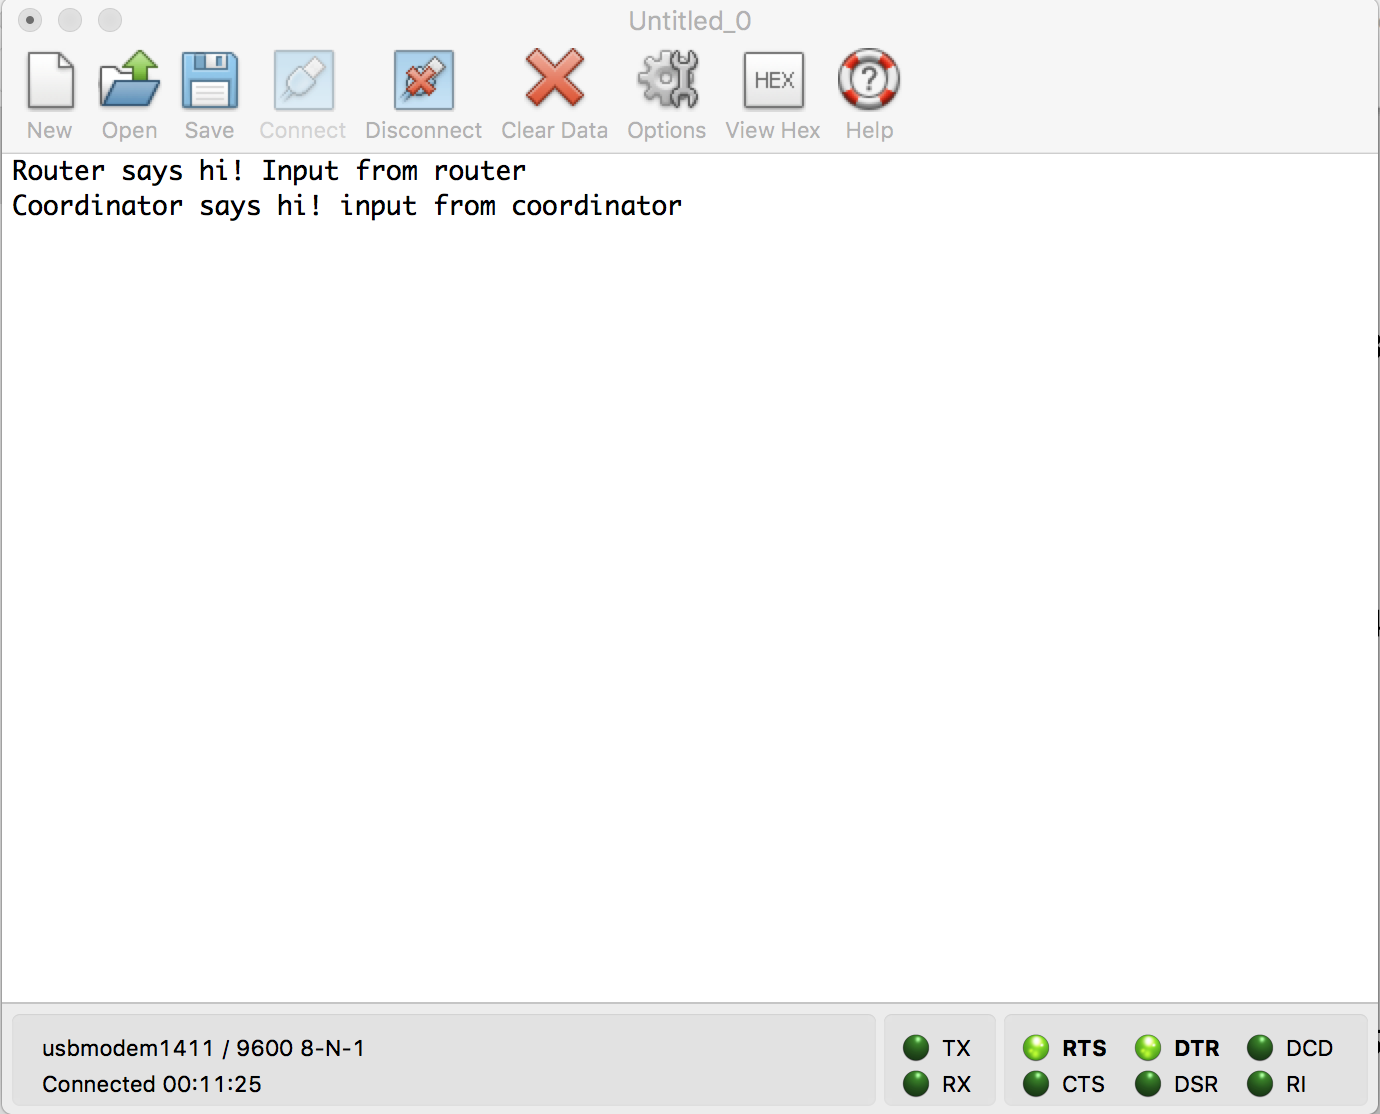 Untitled_0
New Open Save Connect Disconnect Clear Data Options HEX View Hex ? Help
Router says hi! Input from router
Coordinator says hi! input from coordinator
usbmodem1411 / 9600 8-N-1
Connected 00:11:25
TX RTS DTR DCD
RX CTS DSR RI